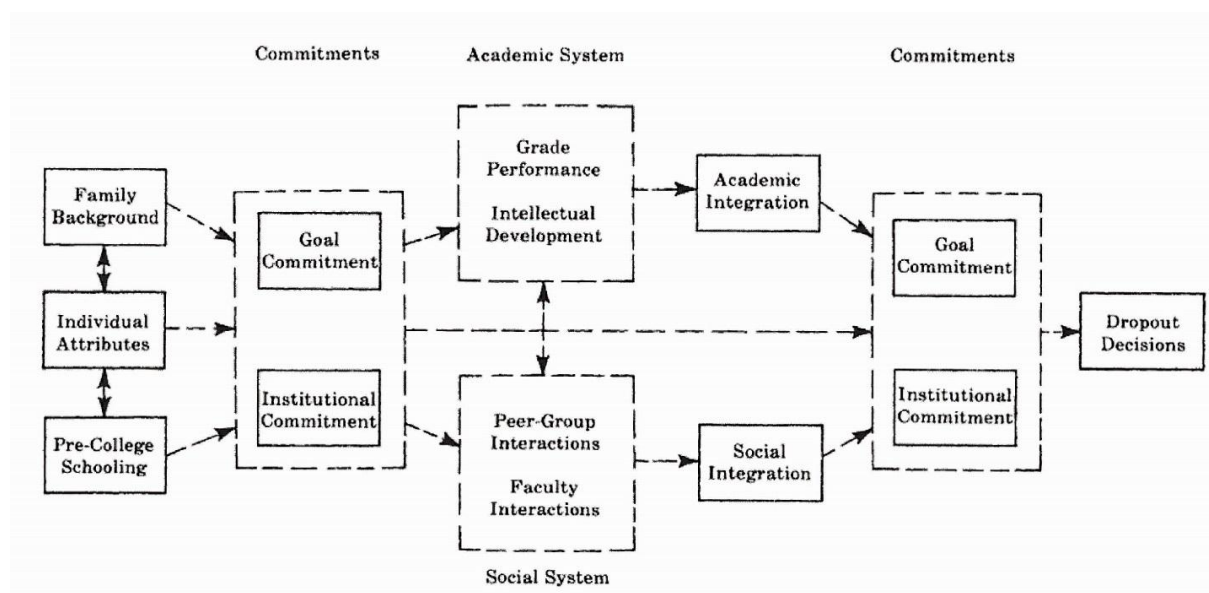 Commitments
Academic System
Commitments
Family
Background
Individual
Attributes
Pre-College
Schooling
Goal
Commitment
Institutional
Commitment
Grade
Performance
Intellectual
Development
Peer-Group
Interactions
Faculty
Interactions
Social System
Academic
Integration
Social
Integration
Goal
Commitment
Institutional
Commitment
Dropout
Decisions